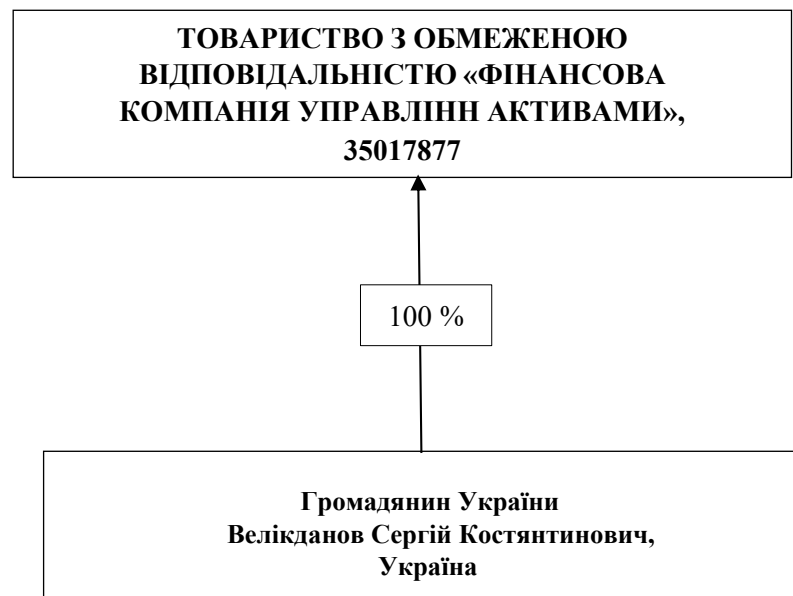 ТОВАРИСТВО З ОБМЕЖЕНОЮ
ВІДПОВІДАЛЬНІСТЮ «ФІНАНСОВА
КОМПАНІЯ УПРАВЛІНН АКТИВАМИ»,
35017877
100 %
Громадянин України
Велікданов Сергій Костянтинович,
Україна